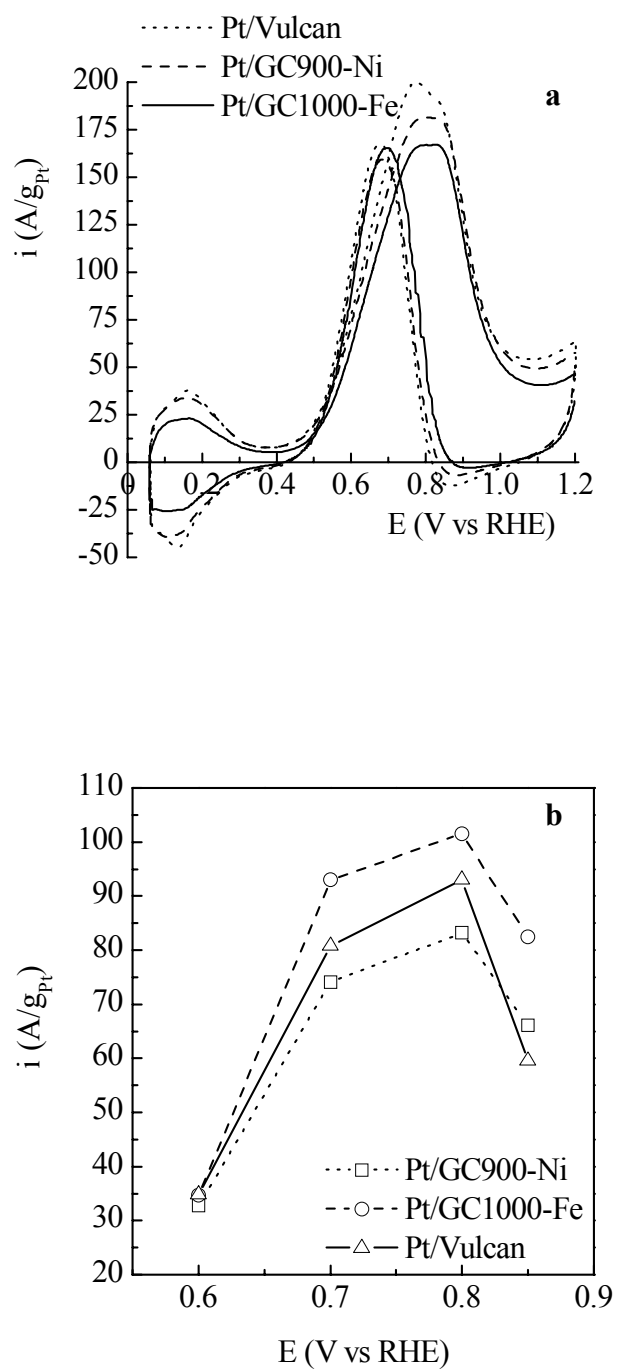 Pt/Vulcan
Pt/GC900-Ni
Pt/GC1000-Fe
a
200
175
150
125
100
75
50
25
0
-25
-50
0 0.2 0.4 0.6 0.8 1.0 1.2
i (A/gPt)
E (V vs RHE)
b
110
100
90
80
70
60
50
40
30
20
0.6 0.7 0.8 0.9
i (A/gPt)
Pt/GC900-Ni
Pt/GC1000-Fe
Pt/Vulcan
E (V vs RHE)